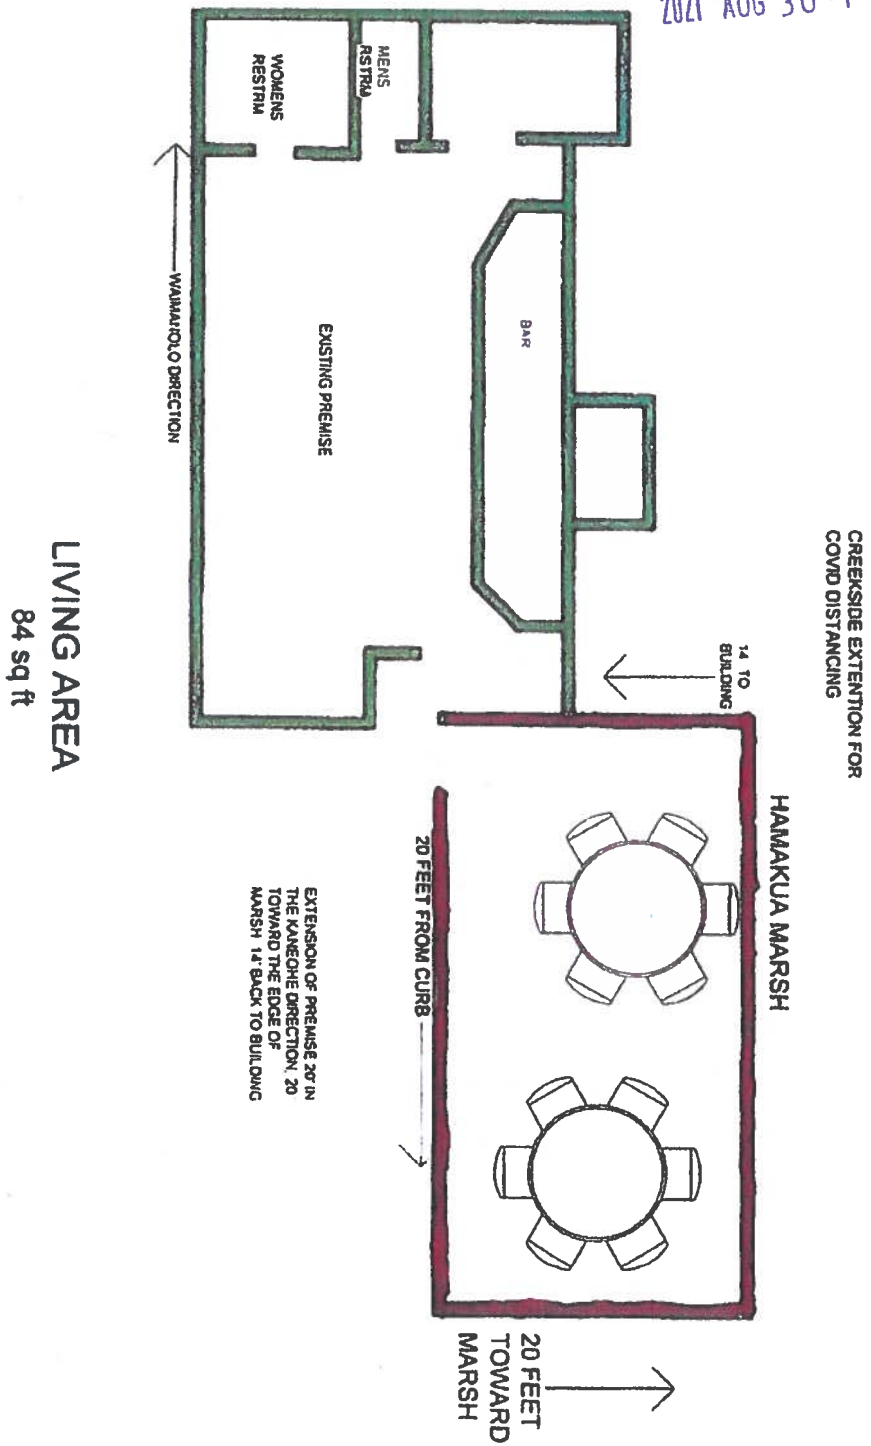 2021 AUG 30
CREEKSIDE EXTENTION FOR
COVID DISTANCING
HAMAKUA MARSH
14 TO
BUILDING
MENS
RSTRM
WOMENS
RESTRM
BAR
EXISTING PREMISE
WAIMANOLO DIRECTION
20 FEET FROM CURB
EXTENSION OF PREMISE 20' IN
THE KANEOHE DIRECTION, 20
TOWARD THE EDGE OF
MARSH 14' BACK TO BUILDING
20 FEET
TOWARD
MARSH
LIVING AREA
84 sq ft